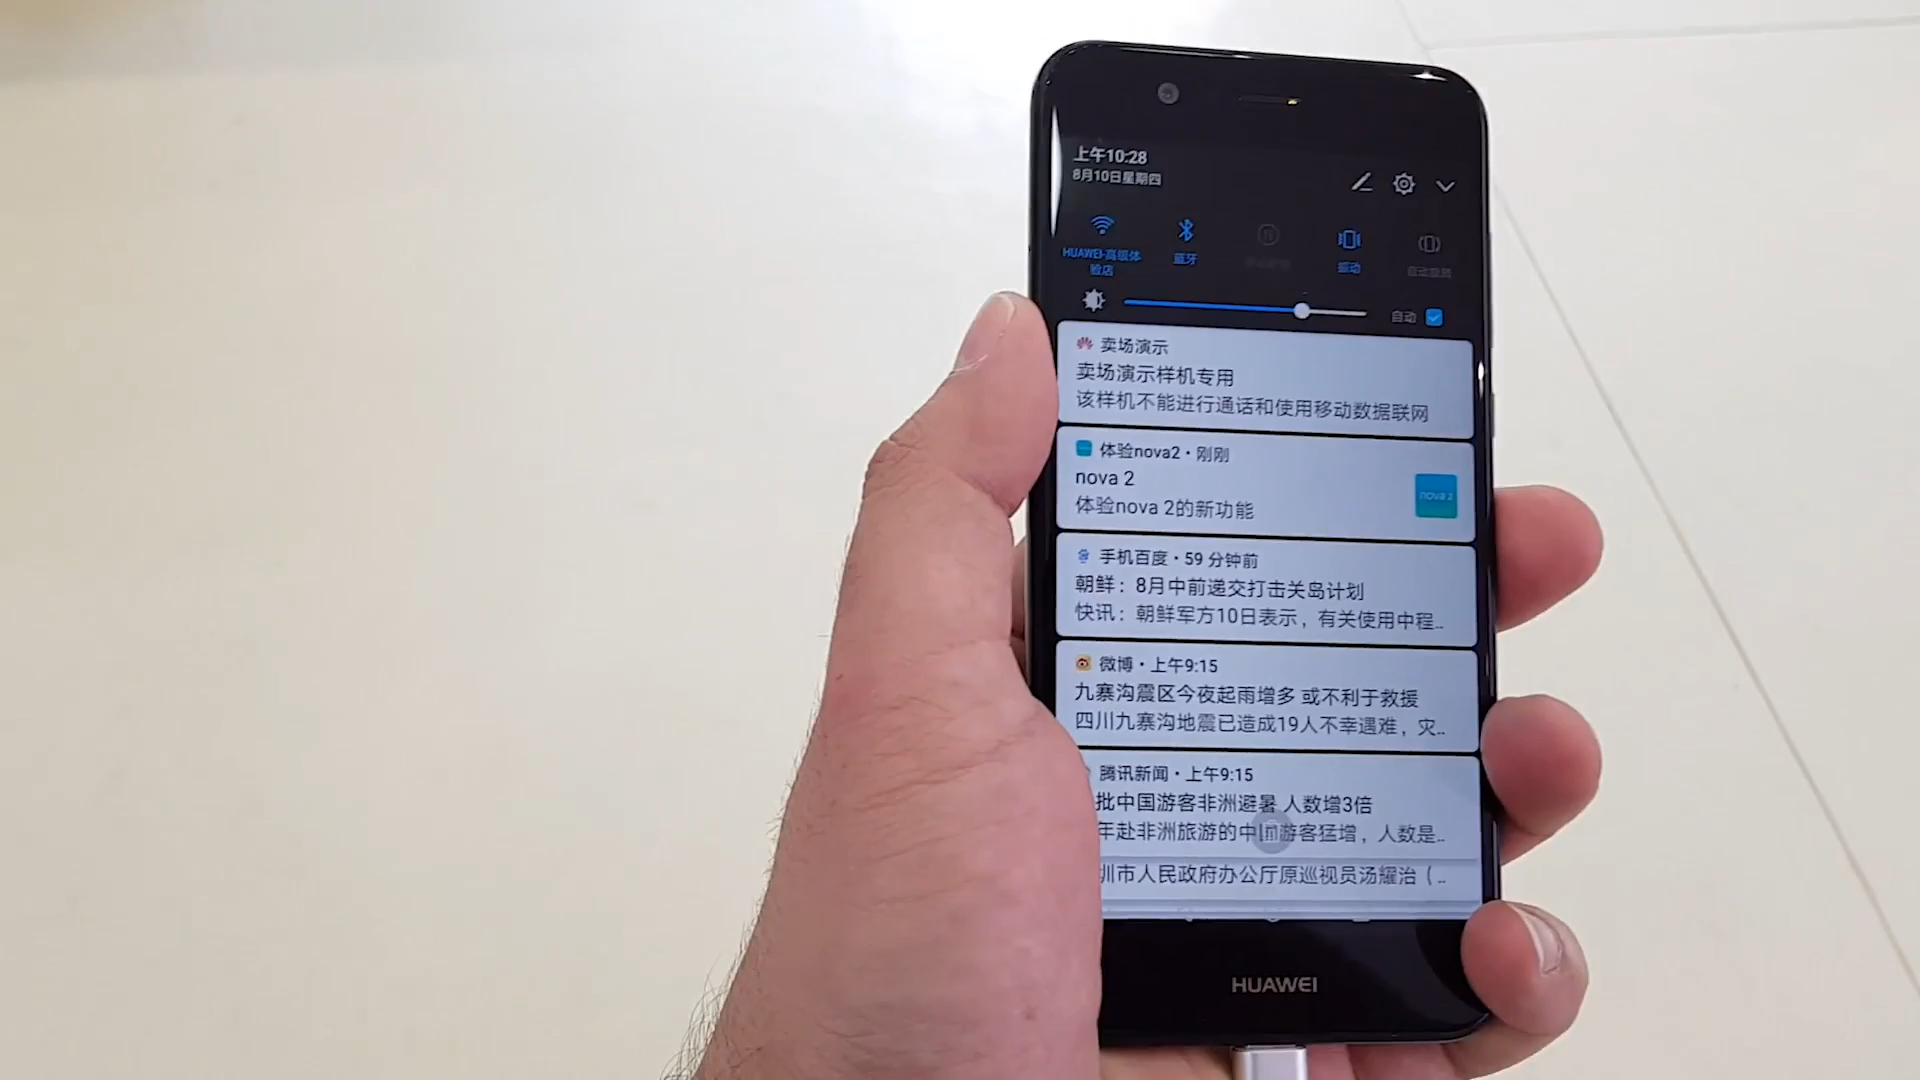 上午10:28
8月10日星期四
HUAWEI-高级体
验店
蓝牙
振动
自动旋转
自动
卖场演示
卖场演示样机专用
该样机不能进行通话和使用移动数据联网
体验nova2 · 刚刚
nova 2
体验nova 2的新功能
nova 2
手机百度 · 59 分钟前
朝鲜：8月中前递交打击关岛计划
快讯：朝鲜军方10日表示，有关使用中程...
微博 · 上午9:15
九寨沟震区今夜起雨增多 或不利于救援
四川九寨沟地震已造成19人不幸遇难，灾...
腾讯新闻 · 上午9:15
批中国游客非洲避暑 人数增3倍
年赴非洲旅游的中国游客猛增，人数是...
圳市人民政府办公厅原巡视员汤耀治（...
HUAWEI